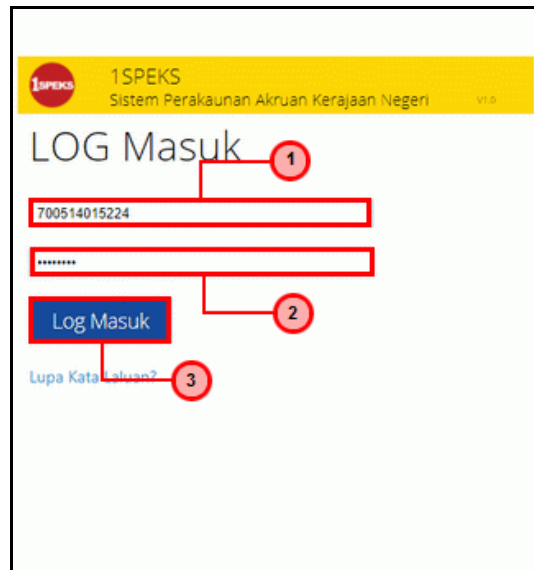 1SPEKS
1SPEKS
Sistem Perakaunan Akruan Kerajaan Negeri V1.0
LOG Masuk
1
700514015224
••••••••
2
Log Masuk
Lupa Kata Laluan?
3